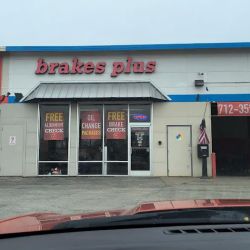 brakes plus
712-35
FREE
ALIGNMENT
CHECK
OIL
CHANGE
PACKAGES
FREE
BRAKE
CHECK